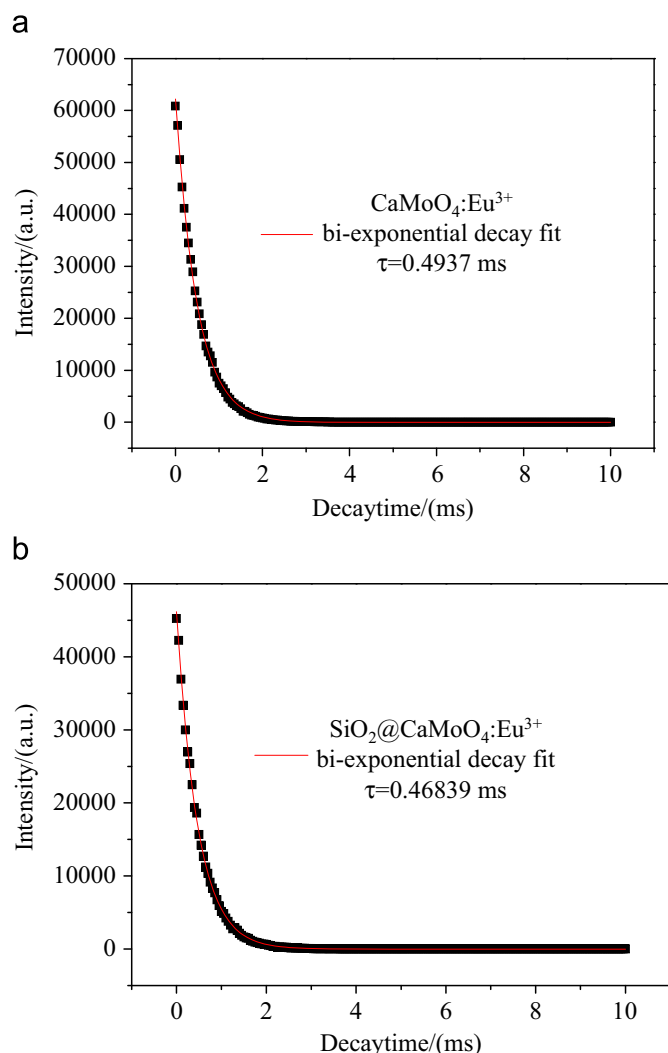 a
70000
60000
50000
40000
30000
20000
10000
0
Intensity/(a.u.)
CaMoO₄:Eu³⁺
bi-exponential decay fit
τ=0.4937 ms
0 2 4 6 8 10
Decaytime/(ms)
b
50000
40000
30000
20000
10000
0
Intensity/(a.u.)
SiO₂@CaMoO₄:Eu³⁺
bi-exponential decay fit
τ=0.46839 ms
0 2 4 6 8 10
Decaytime/(ms)